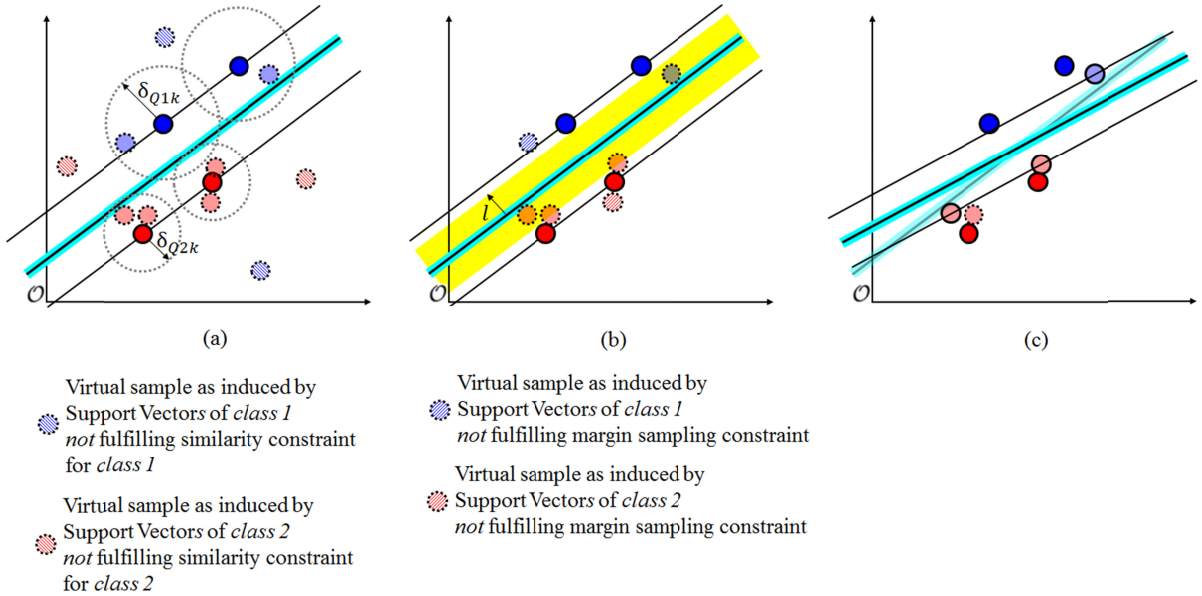 δQ1k
δQ2k
O
(a)
l
O
(b)
O
(c)
Virtual sample as induced by
Support Vectors of class 1
not fulfilling similarity constraint
for class 1
Virtual sample as induced by
Support Vectors of class 2
not fulfilling similarity constraint
for class 2
Virtual sample as induced by
Support Vectors of class 1
not fulfilling margin sampling constraint
Virtual sample as induced by
Support Vectors of class 2
not fulfilling margin sampling constraint